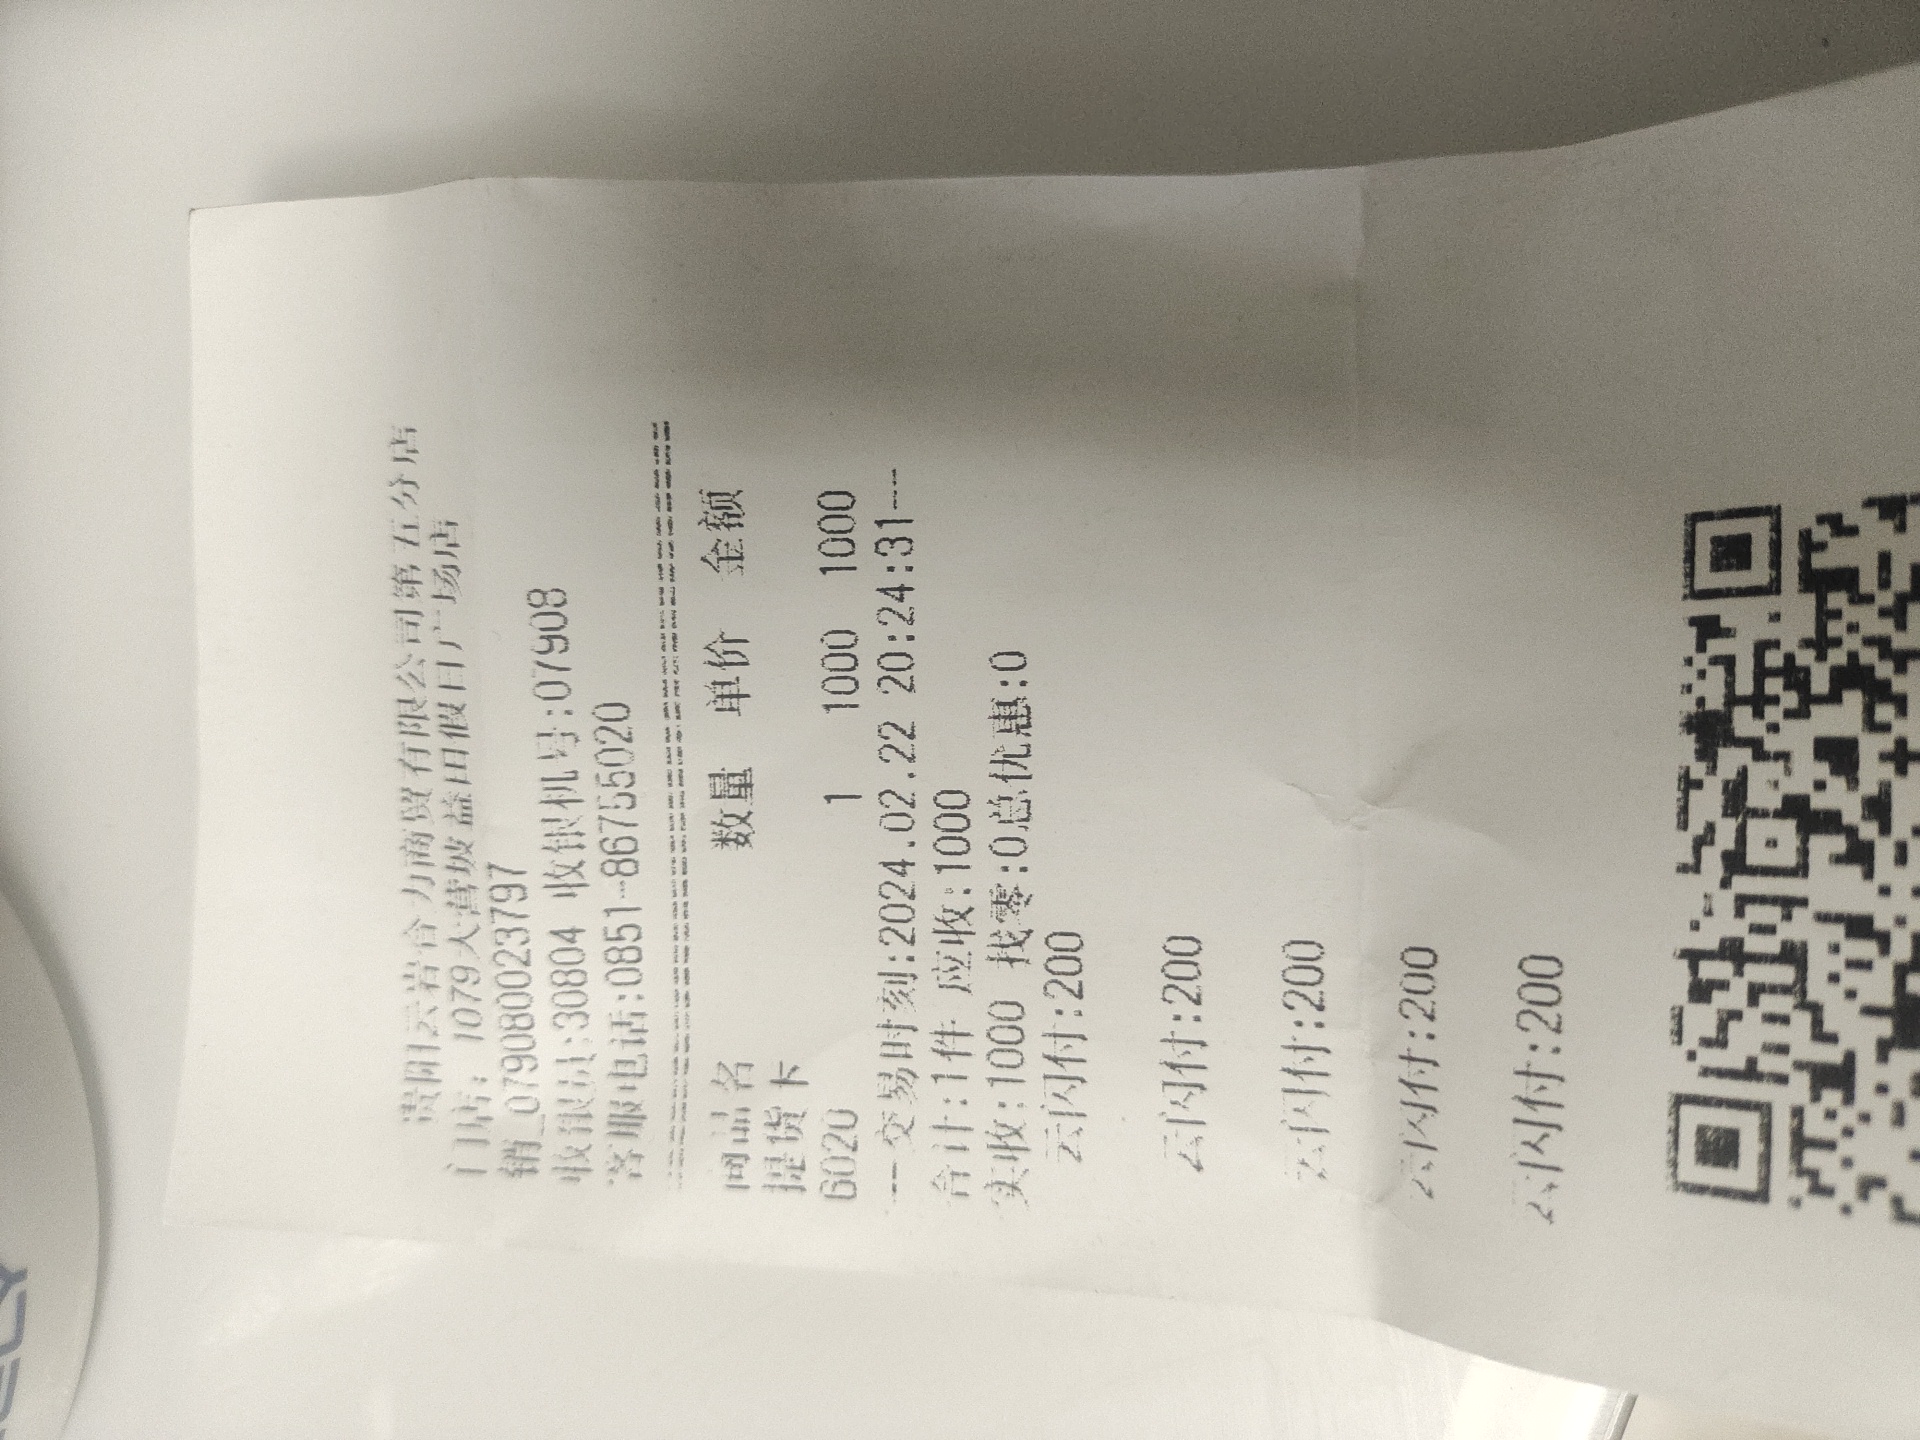 贵阳云岩合力商贸有限公司第五分店
门店: 1079大营坡益田假日广场店
销_0790800237​97
收银员:30804 收银机号:07908
客服电话:0851-86755020
商品名 数量 单价 金额
提货卡
6020 1 1000 1000
---交易时刻:2024.02.22 20:24:31---
合计:1件 应收:1000
实收:1000 找零:0总优惠:0
云闪付:200
云闪付:200
云闪付:200
云闪付:200
云闪付:200